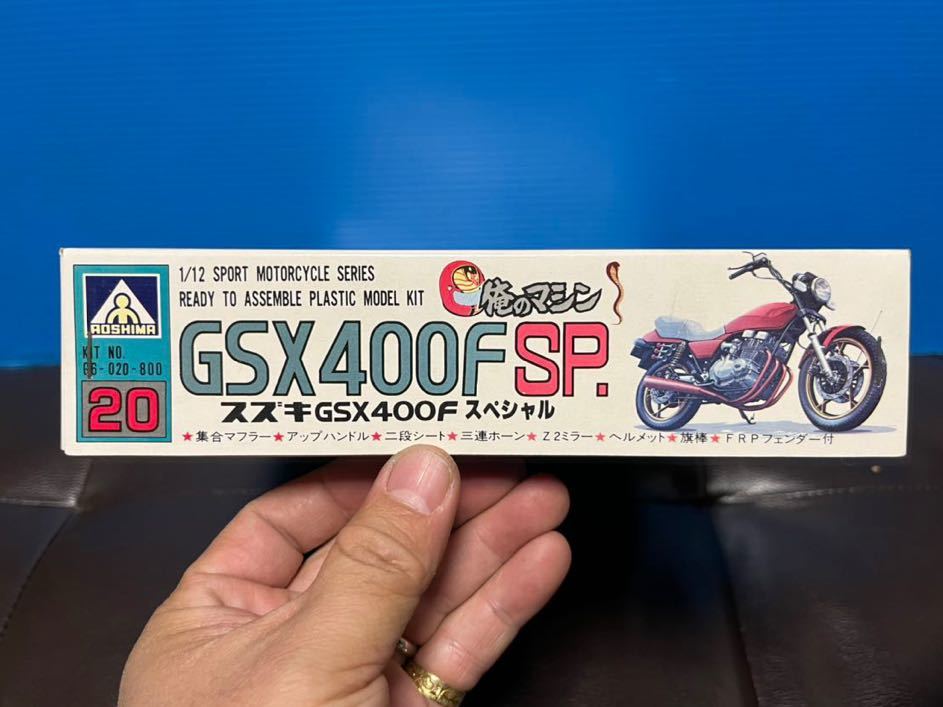 AOSHIMA
KIT NO.
66-020-800
20
1/12 SPORT MOTORCYCLE SERIES
READY TO ASSEMBLE PLASTIC MODEL KIT
俺のマシン
GSX400F SP.
スズキGSX400F スペシャル
★集合マフラー★アップハンドル★二段シート★三連ホーン★Z2ミラー★ヘルメット★旗棒★FRPフェンダー付